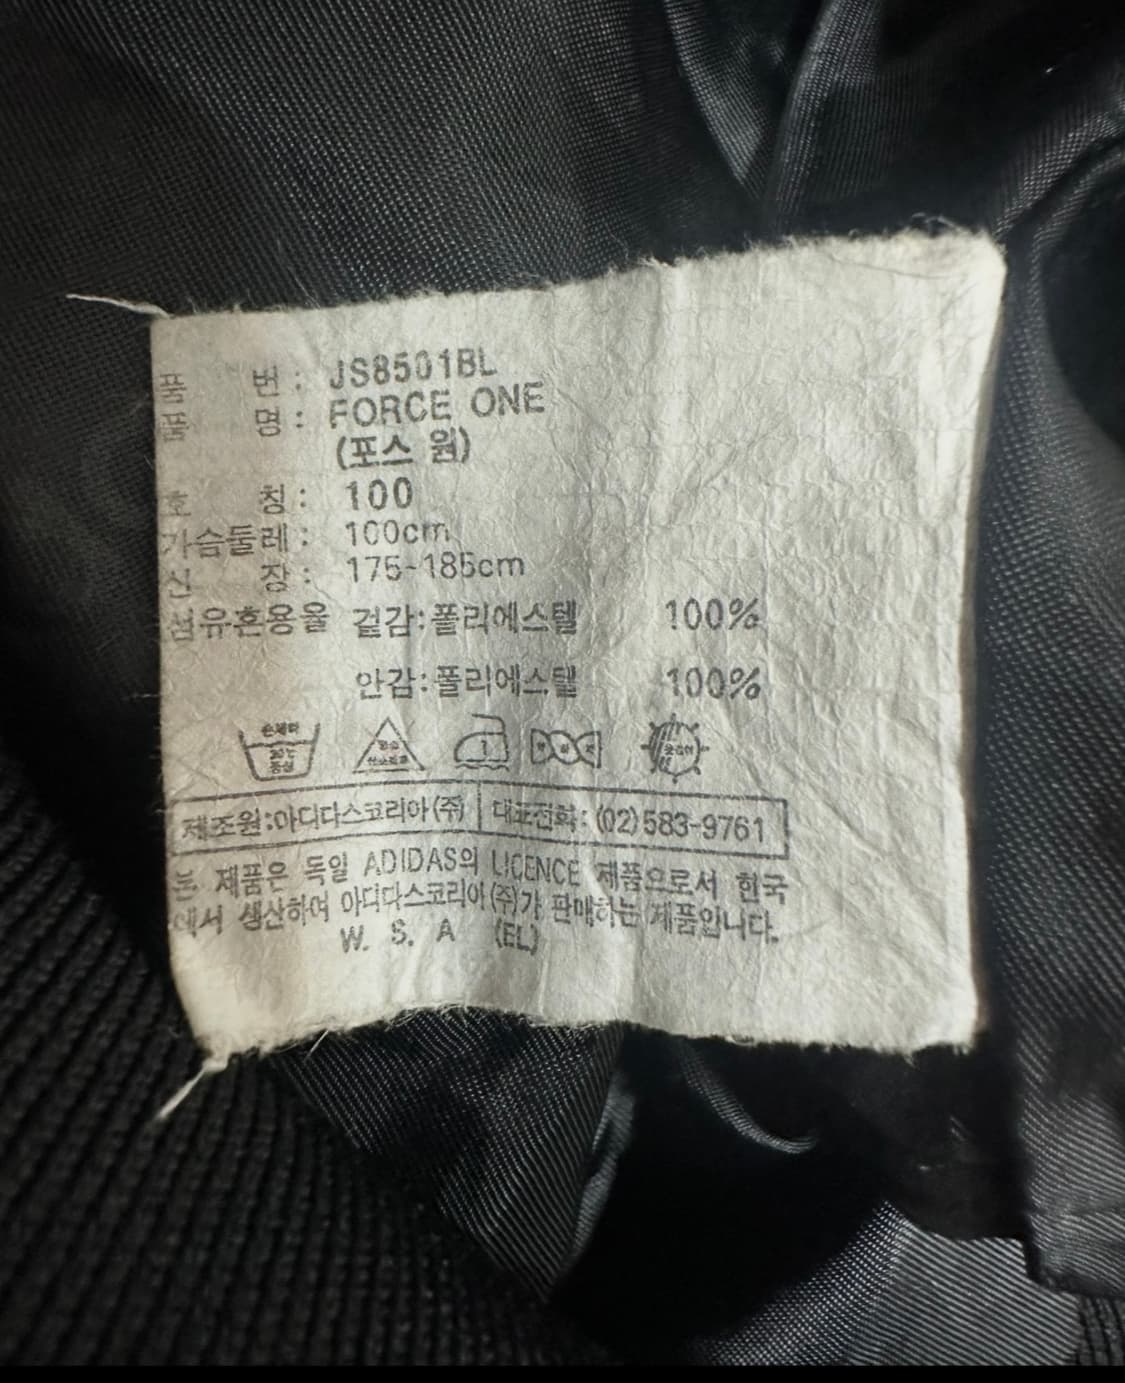 품 번 : JS8501BL
품 명 : FORCE ONE
(포스 원)
호 칭 : 100
가슴둘레 : 100cm
신 장 : 175-185cm
섬유혼용율 겉감:폴리에스텔 100%
안감:폴리에스텔 100%
제조원:아디다스코리아(주) 대표전화:(02)583-9761
본 제품은 독일 ADIDAS의 LICENCE 제품으로서 한국
에서 생산하여 아디다스코리아(주)가 판매하는 제품입니다.
W. S. A (EL)